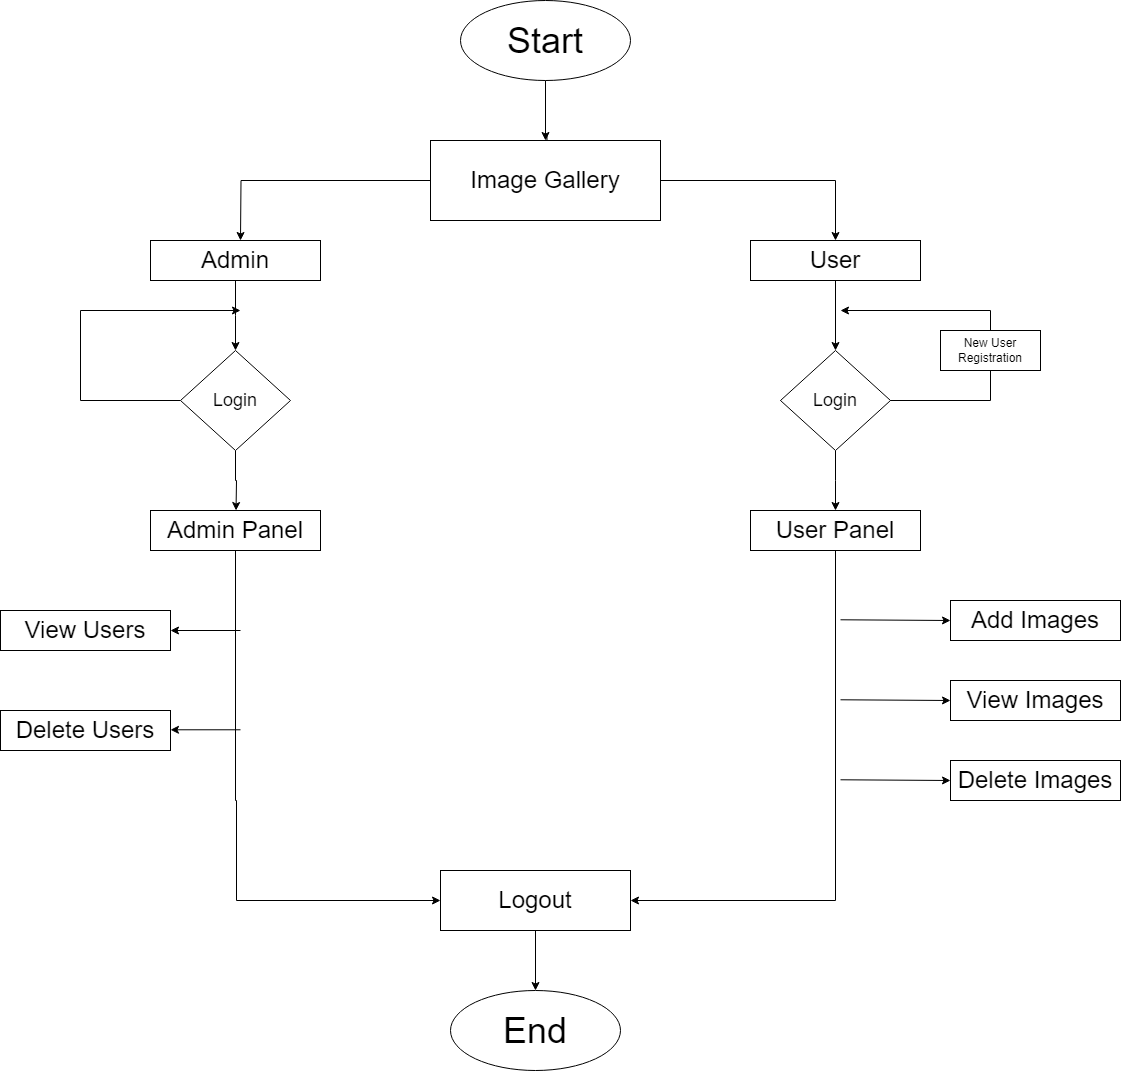 Start
Image Gallery
Admin
User
New User
Registration
Login
Login
Admin Panel
User Panel
View Users
Add Images
View Images
Delete Users
Delete Images
Logout
End